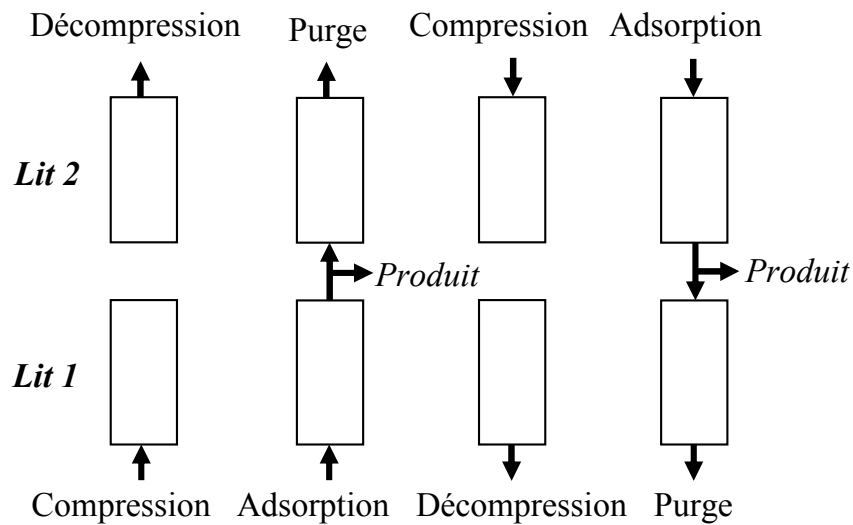 Décompression Purge Compression Adsorption
Lit 2
Produit Produit
Lit 1
Compression Adsorption Décompression Purge